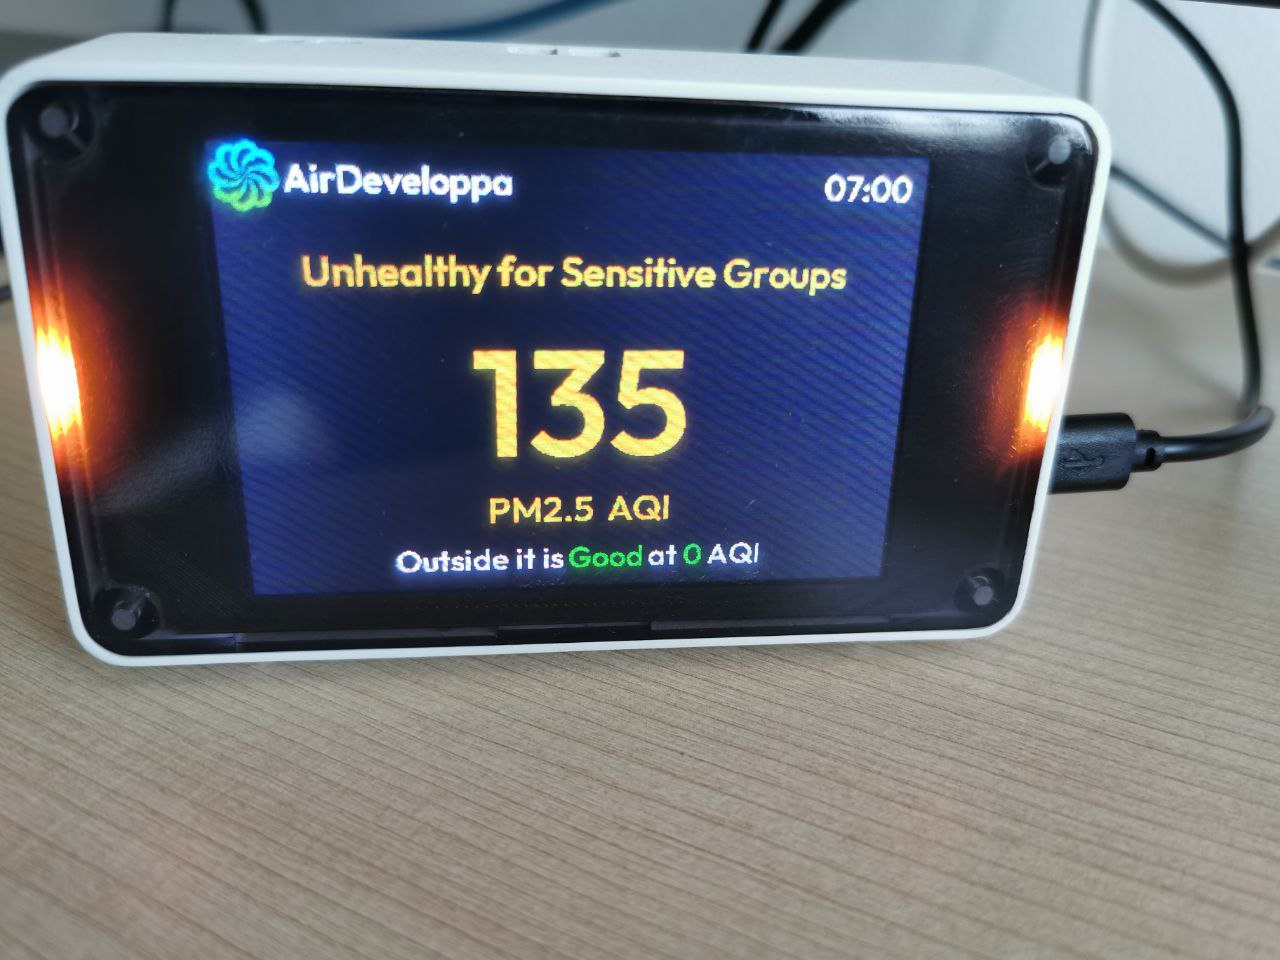 AirDeveloppa 07:00
Unhealthy for Sensitive Groups
135
PM2.5 AQI
Outside it is Good at 0 AQI